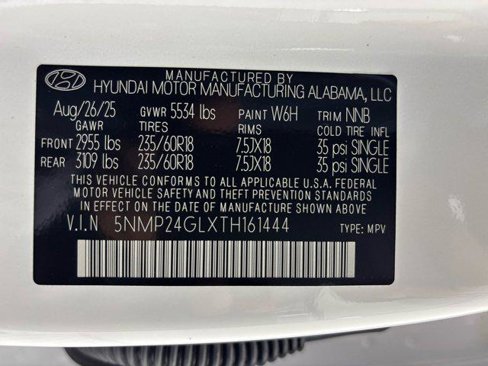 MANUFACTURED BY
HYUNDAI MOTOR MANUFACTURING ALABAMA, LLC
Aug/26/25 GVWR 5534 lbs PAINT W6H TRIM NNB
GAWR TIRES RIMS COLD TIRE INFL
FRONT 2955 lbs 235/60R18 7.5JX18 35 psi SINGLE
REAR 3109 lbs 235/60R18 7.5JX18 35 psi SINGLE
THIS VEHICLE CONFORMS TO ALL APPLICABLE U.S.A. FEDERAL
MOTOR VEHICLE SAFETY AND THEFT PREVENTION STANDARDS
IN EFFECT ON THE DATE OF MANUFACTURE SHOWN ABOVE.
V.I.N 5NMP24GLXTH161444 TYPE: MPV